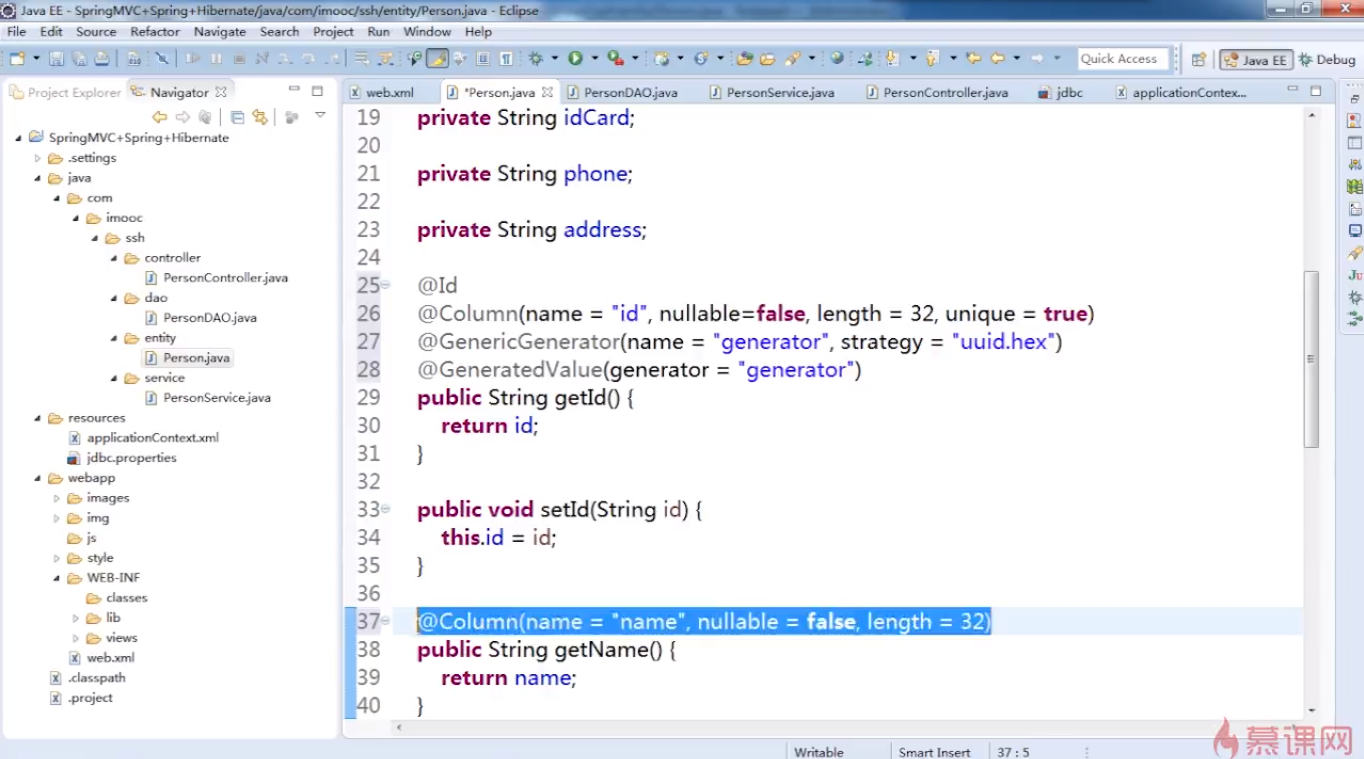 Java EE - SpringMVC+Spring+Hibernate/java/com/imooc/ssh/entity/Person.java - Eclipse
File Edit Source Refactor Navigate Search Project Run Window Help
Quick Access Java EE Debug
Project Explorer Navigator
SpringMVC+Spring+Hibernate
.settings
java
com
imooc
ssh
controller
PersonController.java
dao
PersonDAO.java
entity
Person.java
service
PersonService.java
resources
applicationContext.xml
jdbc.properties
webapp
images
img
js
style
WEB-INF
classes
lib
views
web.xml
.classpath
.project
web.xml *Person.java PersonDAO.java PersonService.java PersonController.java jdbc applicationContex...
19 private String idCard;
20
21 private String phone;
22
23 private String address;
24
25 @Id
26 @Column(name = "id", nullable=false, length = 32, unique = true)
27 @GenericGenerator(name = "generator", strategy = "uuid.hex")
28 @GeneratedValue(generator = "generator")
29 public String getId() {
30 return id;
31 }
32
33 public void setId(String id) {
34 this.id = id;
35 }
36
37 @Column(name = "name", nullable = false, length = 32)
38 public String getName() {
39 return name;
40 }
Writable Smart Insert 37 : 5
慕课网